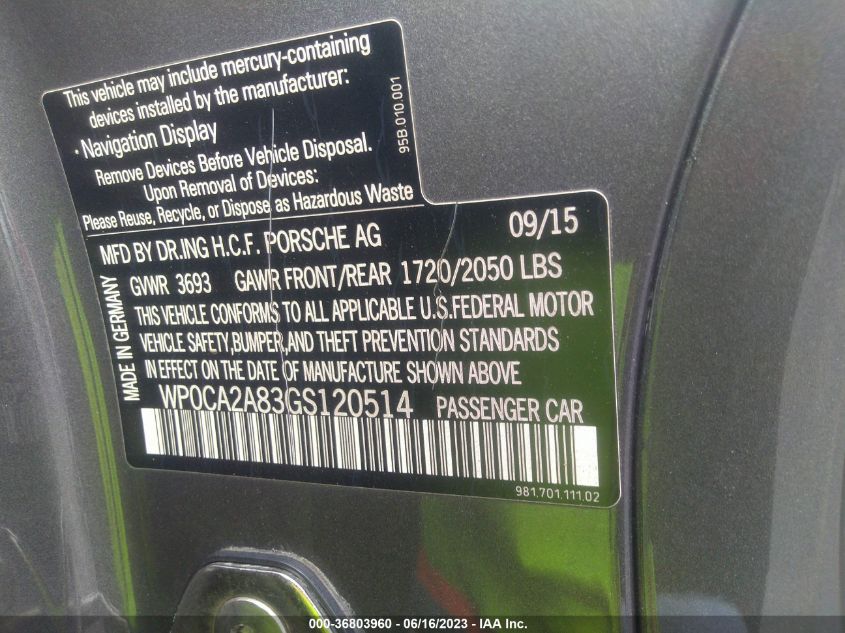 This vehicle may include mercury-containing
devices installed by the manufacturer:
• Navigation Display
Remove Devices Before Vehicle Disposal.
Upon Removal of Devices:
Please Reuse, Recycle, or Dispose as Hazardous Waste
95B.010.001
MFD BY DR.ING H.C.F. PORSCHE AG 09/15
GVWR 3693 GAWR FRONT/REAR 1720/2050 LBS
THIS VEHICLE CONFORMS TO ALL APPLICABLE U.S.FEDERAL MOTOR
VEHICLE SAFETY,BUMPER,AND THEFT PREVENTION STANDARDS
IN EFFECT ON THE DATE OF MANUFACTURE SHOWN ABOVE
WP0CA2A83GS120514 PASSENGER CAR
MADE IN GERMANY
981.701.111.02
000-36803960 - 06/16/2023 - IAA Inc.